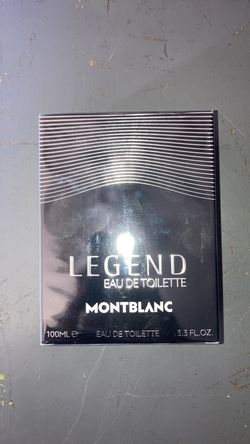 LEGEND
EAU DE TOILETTE
MONTBLANC
100ML ℮ EAU DE TOILETTE 3.3 FL.OZ.